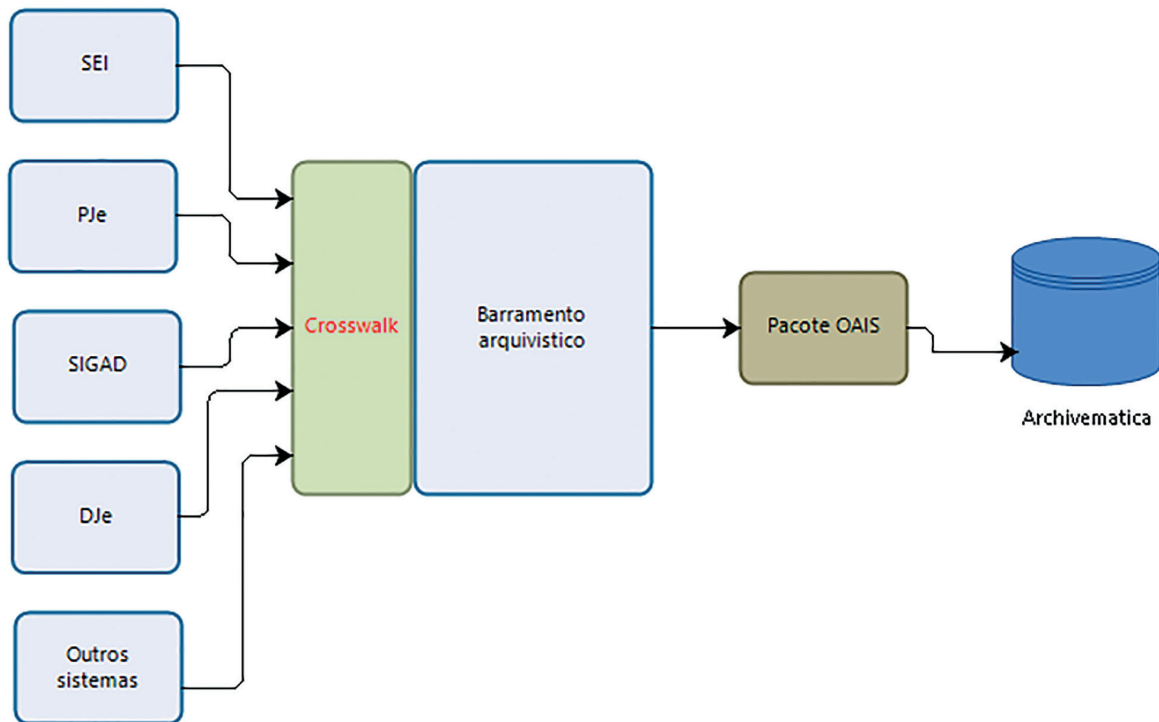 SEI
PJe
SIGAD
DJe
Outros
sistemas
Crosswalk
Barramento
arquivistico
Pacote OAIS
Archivematica